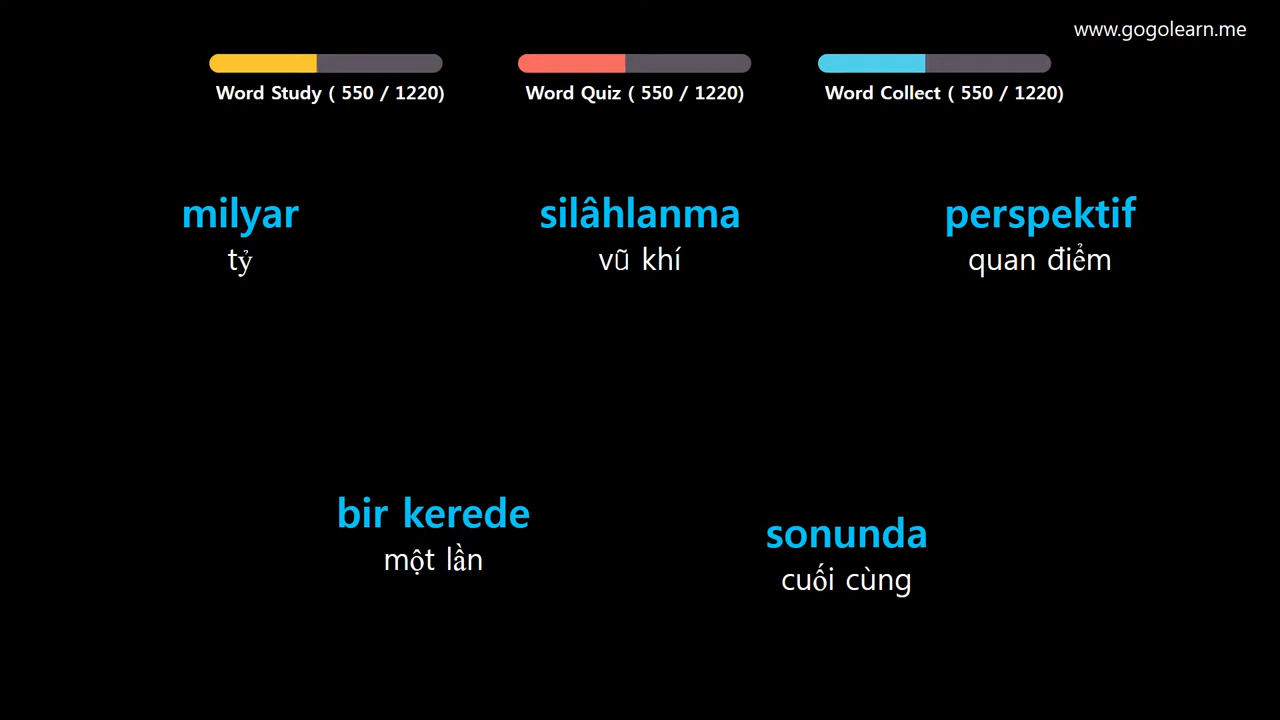 www.gogolearn.me
Word Study ( 550 / 1220)
Word Quiz ( 550 / 1220)
Word Collect ( 550 / 1220)
milyar
tỷ
silâhlanma
vũ khí
perspektif
quan điểm
bir kerede
một lần
sonunda
cuối cùng